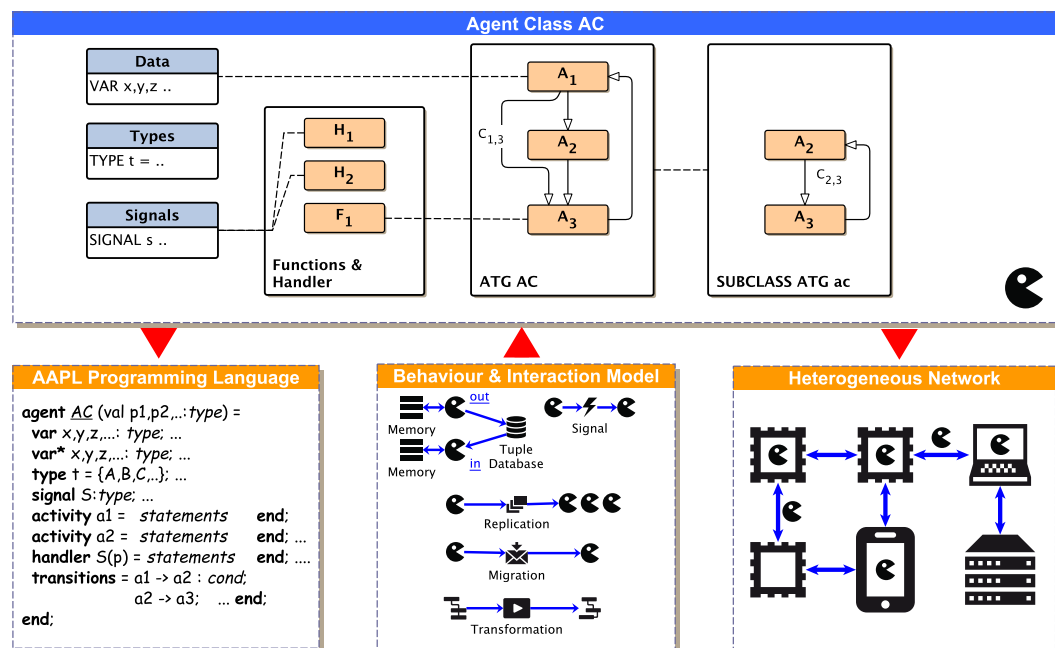 Agent Class AC
Data
VAR x,y,z ..
Types
TYPE t = ..
Signals
SIGNAL s ..
H1
H2
F1
Functions &
Handler
A1
C1,3
A2
A3
ATG AC
A2
C2,3
A3
SUBCLASS ATG ac
AAPL Programming Language
agent AC (val p1,p2,..:type) =
var x,y,z,...: type; ...
var* x,y,z,...: type; ...
type t = {A,B,C,..}; ...
signal S:type; ...
activity a1 = statements end;
activity a2 = statements end; ...
handler S(p) = statements end; ....
transitions = a1 -> a2 : cond;
a2 -> a3; ... end;
end;
Behaviour & Interaction Model
out
Memory
Memory
in
Tuple
Database
Signal
Replication
Migration
Transformation
Heterogeneous Network